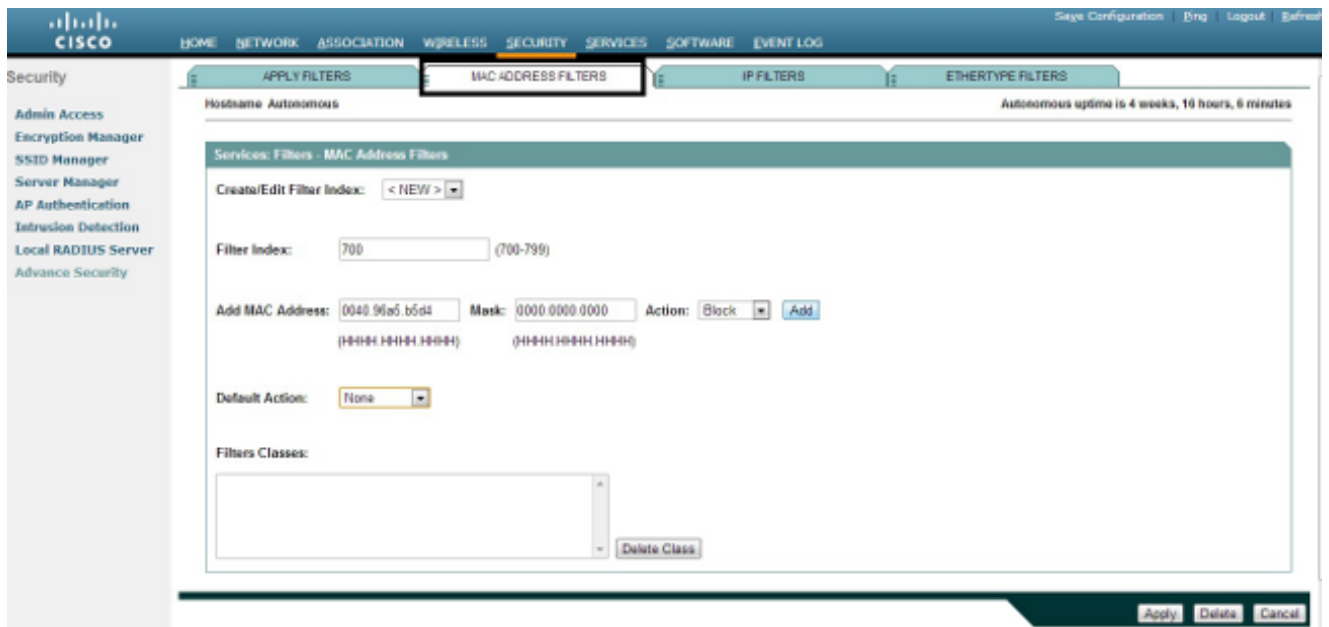 Save Configuration Ping Logout Refresh
CISCO
HOME NETWORK ASSOCIATION WIRELESS SECURITY SERVICES SOFTWARE EVENT LOG
Security
Admin Access
Encryption Manager
SSID Manager
Server Manager
AP Authentication
Intrusion Detection
Local RADIUS Server
Advance Security
APPLY FILTERS MAC ADDRESS FILTERS IP FILTERS ETHERTYPE FILTERS
Hostname Autonomous Autonomous uptime is 4 weeks, 16 hours, 6 minutes
Services: Filters - MAC Address Filters
Create/Edit Filter Index: < NEW >
Filter Index: 700 (700-799)
Add MAC Address: 0040.96a5.b5d4 Mask: 0000.0000.0000 Action: Block Add
(HHHH.HHHH.HHHH) (HHHH.HHHH.HHHH)
Default Action: None
Filters Classes:
Delete Class
Apply Delete Cancel